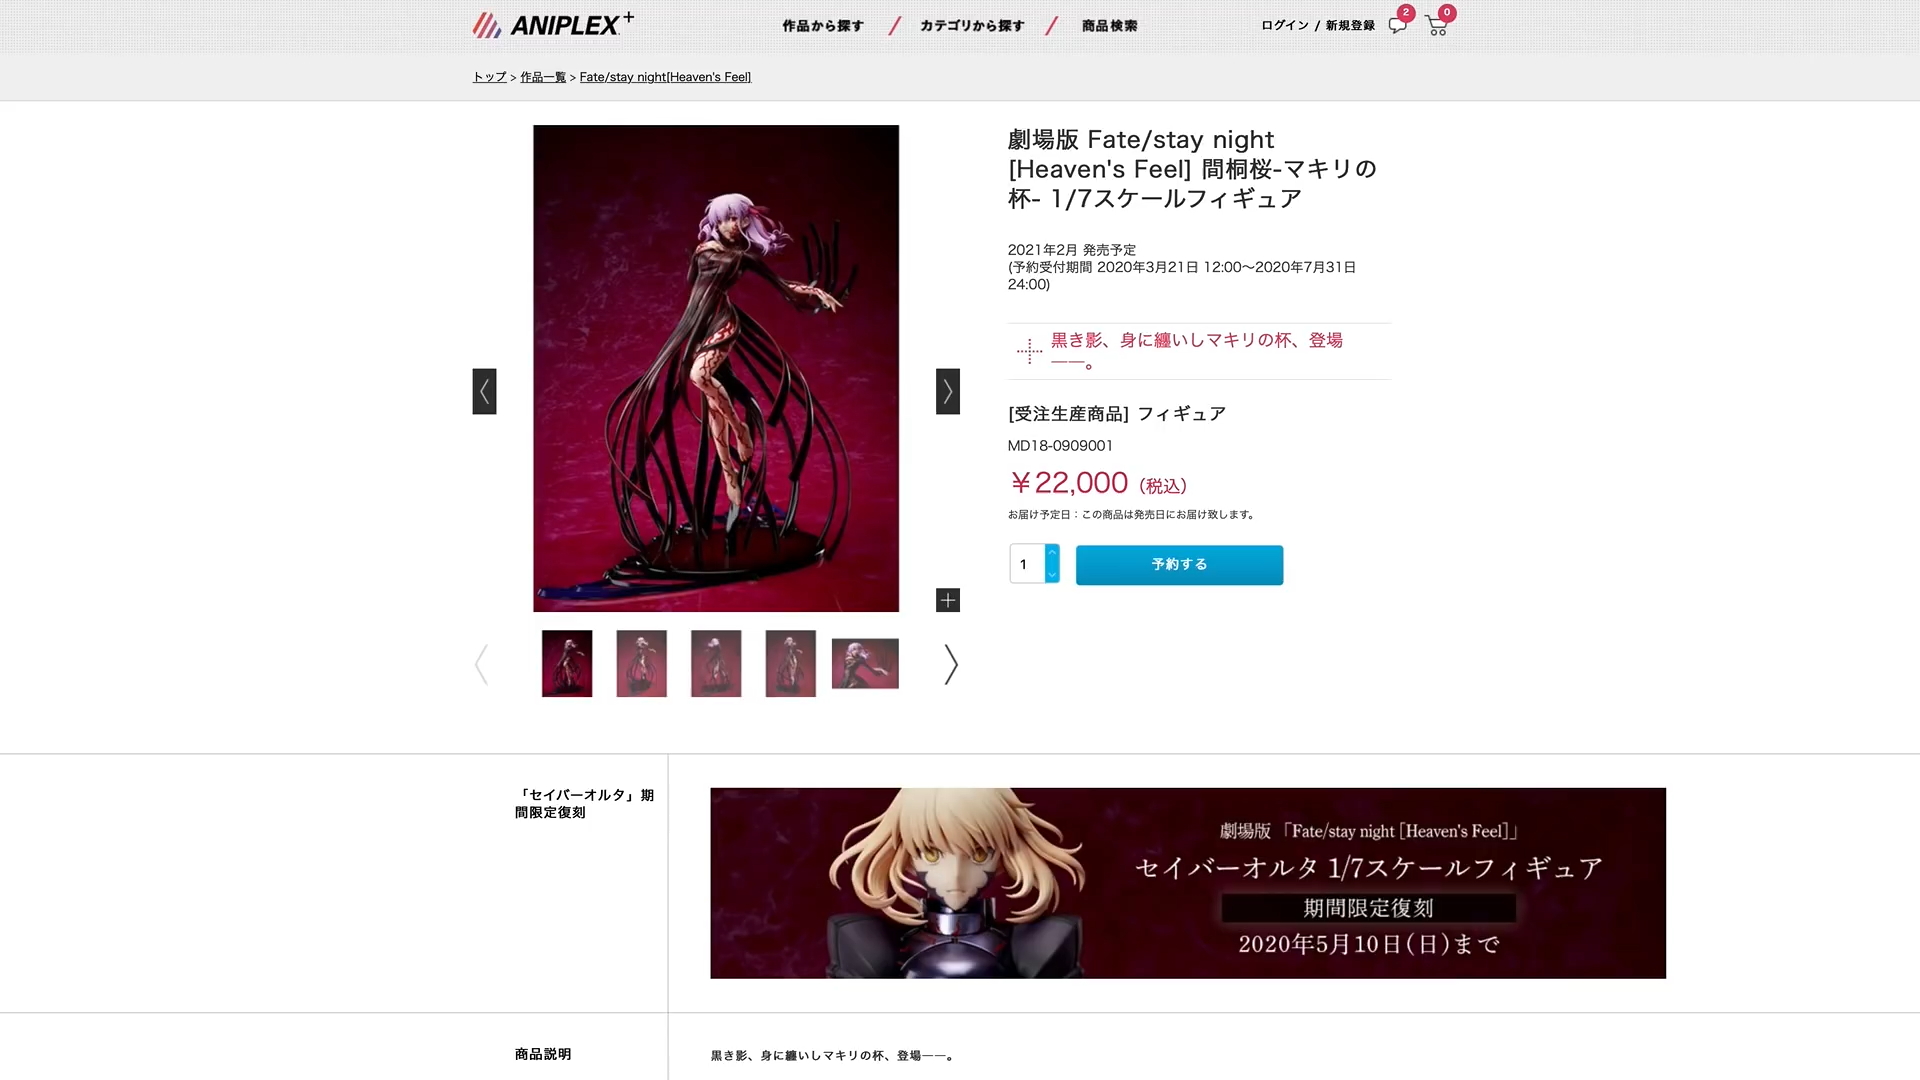 ANIPLEX+
作品から探す / カテゴリから探す / 商品検索
ログイン / 新規登録 2 0
トップ > 作品一覧 > Fate/stay night[Heaven's Feel]
劇場版 Fate/stay night
[Heaven's Feel] 間桐桜-マキリの
杯- 1/7スケールフィギュア
2021年2月 発売予定
(予約受付期間 2020年3月21日 12:00〜2020年7月31日
24:00)
黒き影、身に纏いしマキリの杯、登場
――。
[受注生産商品] フィギュア
MD18-0909001
￥22,000（税込）
お届け予定日：この商品は発売日にお届け致します。
1
予約する
「セイバーオルタ」期
間限定復刻
劇場版 「Fate/stay night [Heaven's Feel]」
セイバーオルタ 1/7スケールフィギュア
期間限定復刻
2020年5月10日(日)まで
商品説明
黒き影、身に纏いしマキリの杯、登場――。